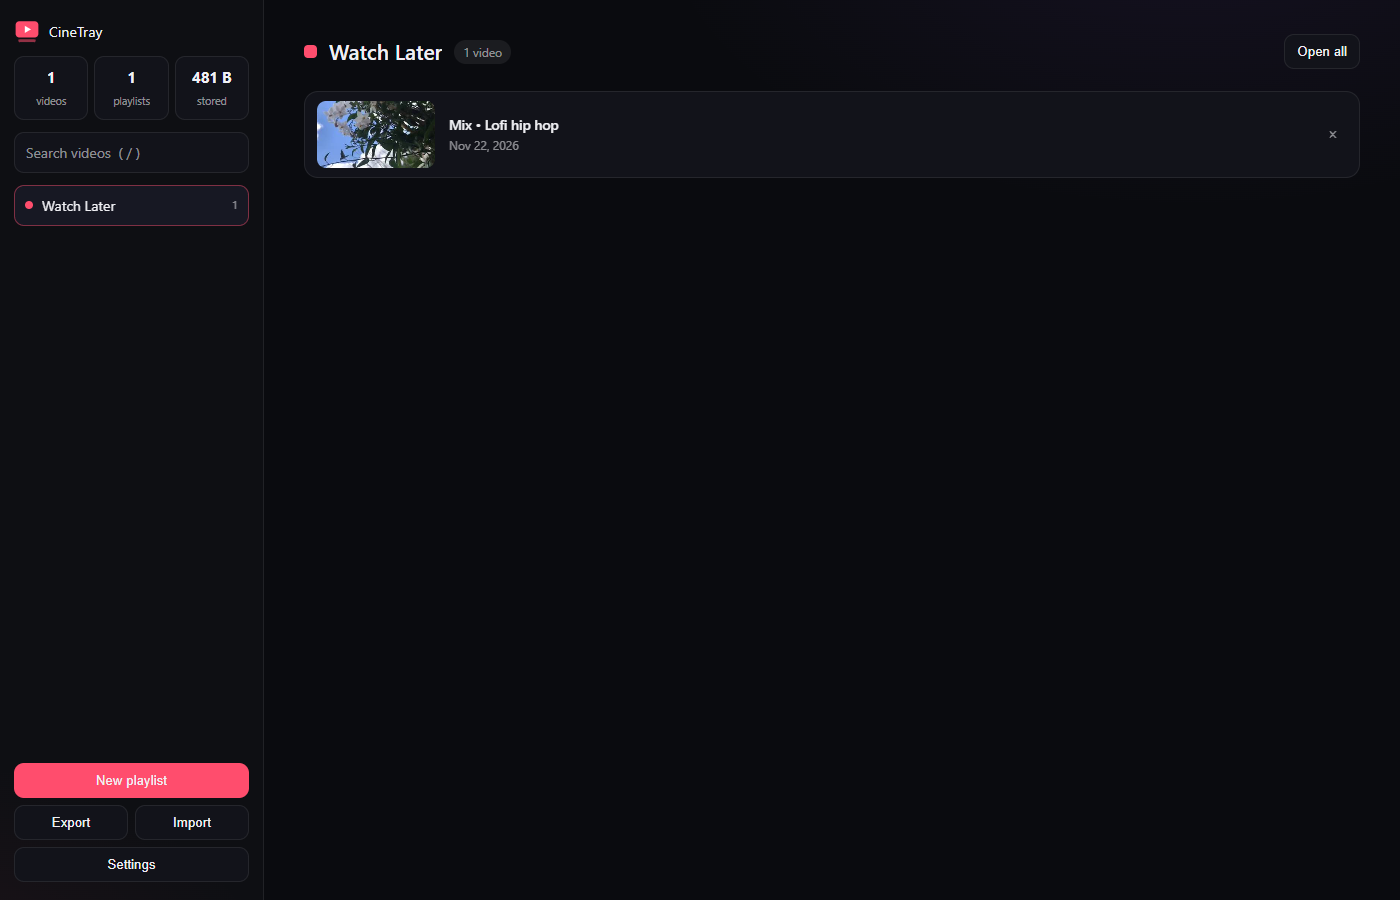 CineTray
1
videos
1
playlists
481 B
stored
Search videos ( / )
Watch Later
1
New playlist
Export
Import
Settings
Watch Later
1 video
Open all
Mix • Lofi hip hop
Nov 22, 2026
×